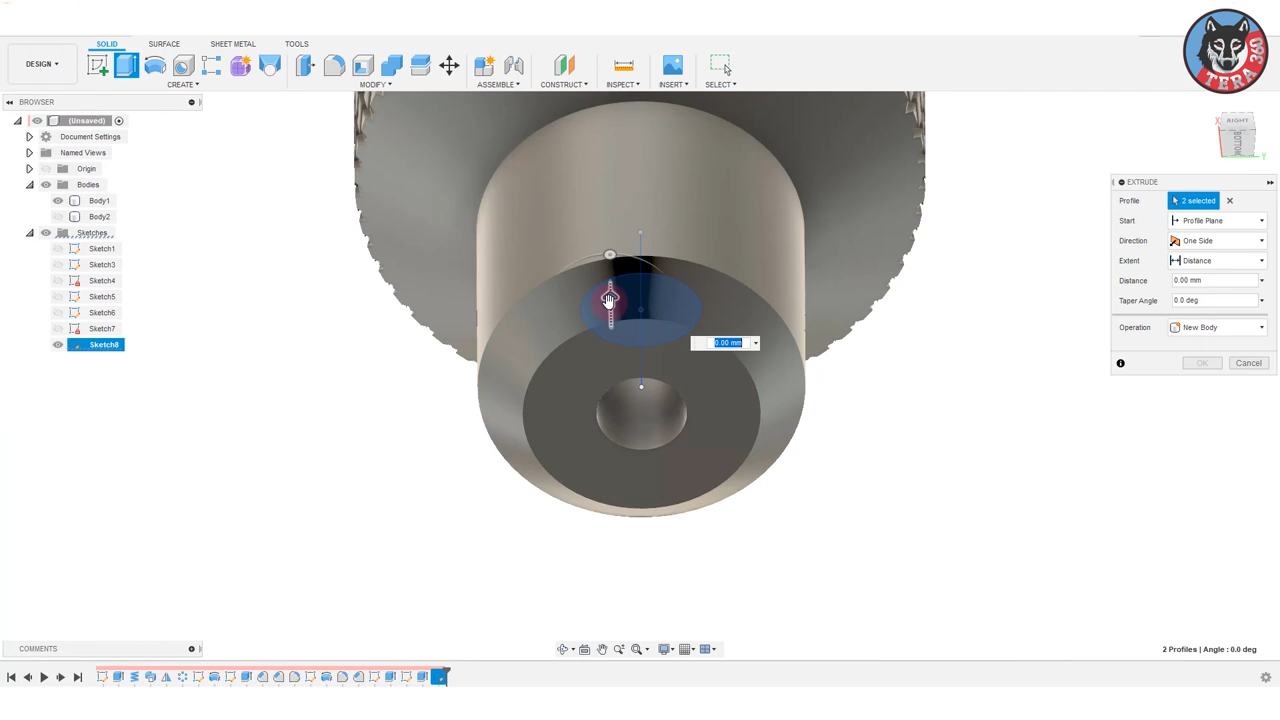 TERA 360
SOLID SURFACE SHEET METAL TOOLS
DESIGN
CREATE MODIFY ASSEMBLE CONSTRUCT INSPECT INSERT SELECT
BROWSER
(Unsaved)
Document Settings
Named Views
Origin
Bodies
Body1
Body2
Sketches
Sketch1
Sketch3
Sketch4
Sketch5
Sketch6
Sketch7
Sketch8
X
RIGHT
BOTTOM
Y
EXTRUDE
Profile 2 selected
Start Profile Plane
Direction One Side
Extent Distance
Distance 0.00 mm
Taper Angle 0.0 deg
Operation New Body
OK Cancel
0.00 mm
COMMENTS
2 Profiles | Angle : 0.0 deg